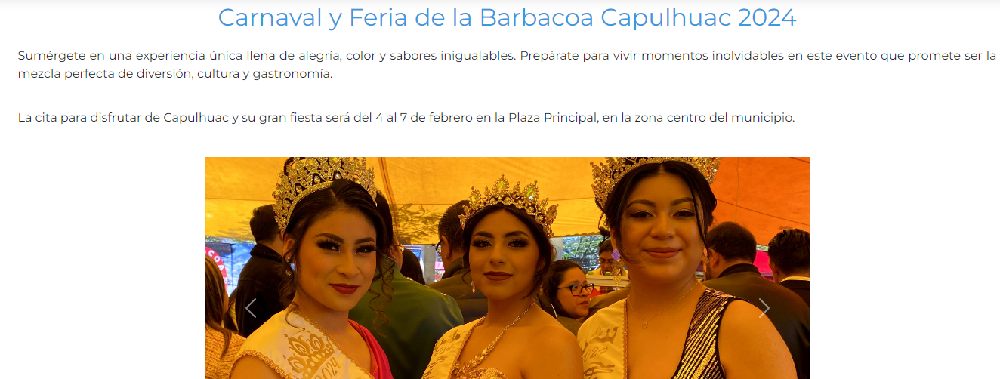 Carnaval y Feria de la Barbacoa Capulhuac 2024
Sumérgete en una experiencia única llena de alegría, color y sabores inigualables. Prepárate para vivir momentos inolvidables en este evento que promete ser la
mezcla perfecta de diversión, cultura y gastronomía.
La cita para disfrutar de Capulhuac y su gran fiesta será del 4 al 7 de febrero en la Plaza Principal, en la zona centro del municipio.
2024